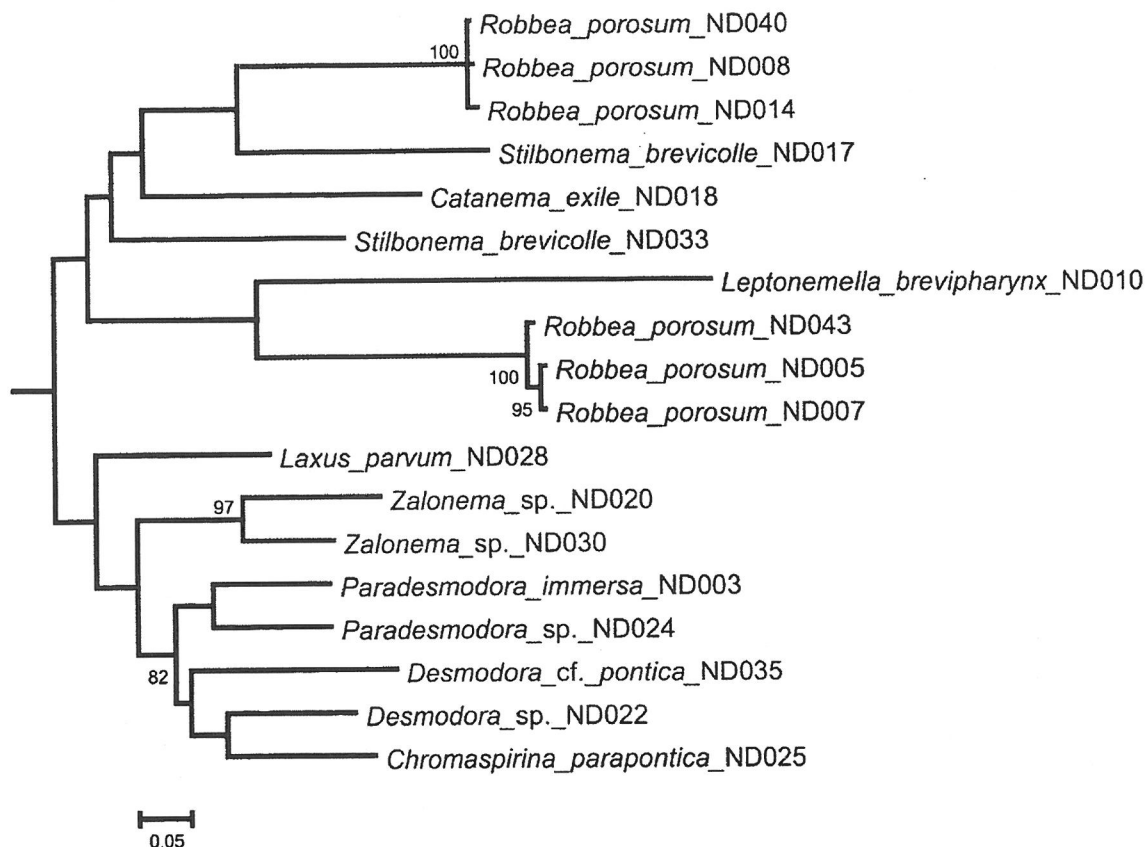 Robbea_porosum_ND040
100
Robbea_porosum_ND008
Robbea_porosum_ND014
Stilbonema_brevicolle_ND017
Catanema_exile_ND018
Stilbonema_brevicolle_ND033
Leptonemella_brevipharynx_ND010
Robbea_porosum_ND043
Robbea_porosum_ND005
100
95
Robbea_porosum_ND007
Laxus_parvum_ND028
97
Zalonema_sp._ND020
Zalonema_sp._ND030
Paradesmodora_immersa_ND003
Paradesmodora_sp._ND024
82
Desmodora_cf._pontica_ND035
Desmodora_sp._ND022
Chromaspirina_parapontica_ND025
0.05